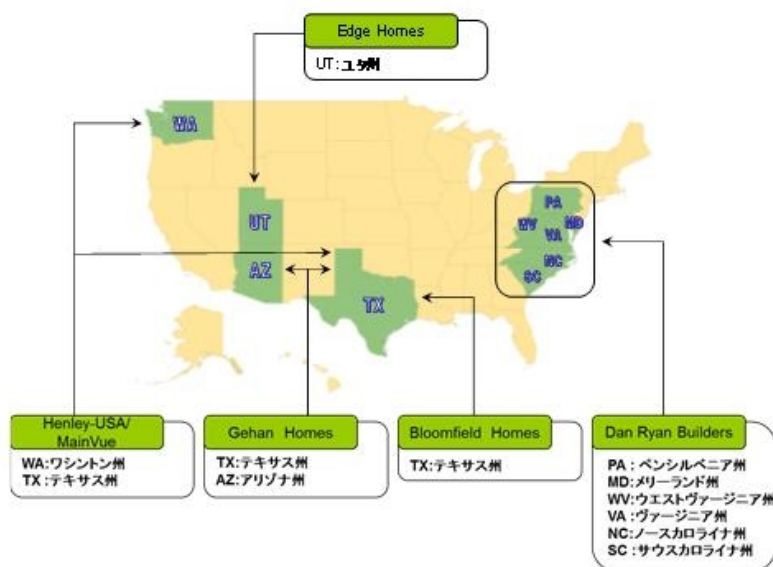 Edge Homes
UT:ユタ州
WA
UT
AZ
TX
PA
WV
MD
VA
NC
SC
Henley-USA/
MainVue
WA:ワシントン州
TX:テキサス州
Gehan Homes
TX:テキサス州
AZ:アリゾナ州
Bloomfield Homes
TX:テキサス州
Dan Ryan Builders
PA:ペンシルベニア州
MD:メリーランド州
WV:ウエストヴァージニア州
VA:ヴァージニア州
NC:ノースカロライナ州
SC:サウスカロライナ州